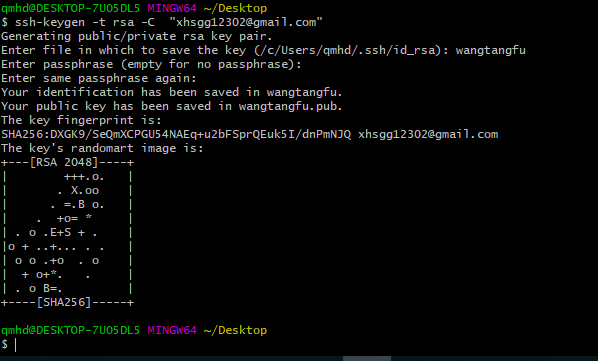 qmhd@DESKTOP-7UO5DL5 MINGW64 ~/Desktop
$ ssh-keygen -t rsa -C  "xhsgg12302@gmail.com"
Generating public/private rsa key pair.
Enter file in which to save the key (/c/Users/qmhd/.ssh/id_rsa): wangtangfu
Enter passphrase (empty for no passphrase):
Enter same passphrase again:
Your identification has been saved in wangtangfu.
Your public key has been saved in wangtangfu.pub.
The key fingerprint is:
SHA256:DXGK9/SeQmXCPGU54NAEq+u2bFSprQEuk5I/dnPmNJQ xhsgg12302@gmail.com
The key's randomart image is:
+---[RSA 2048]----+
|        +++.o.   |
|       . X.oo    |
|      . =.B o.   |
|    .  +o= *     |
| . o .E+S + .    |
|o + ..+... . .   |
| o o .+o  . o    |
|  + o+*.   .     |
| . o B=.         |
+----[SHA256]-----+
qmhd@DESKTOP-7UO5DL5 MINGW64 ~/Desktop
$